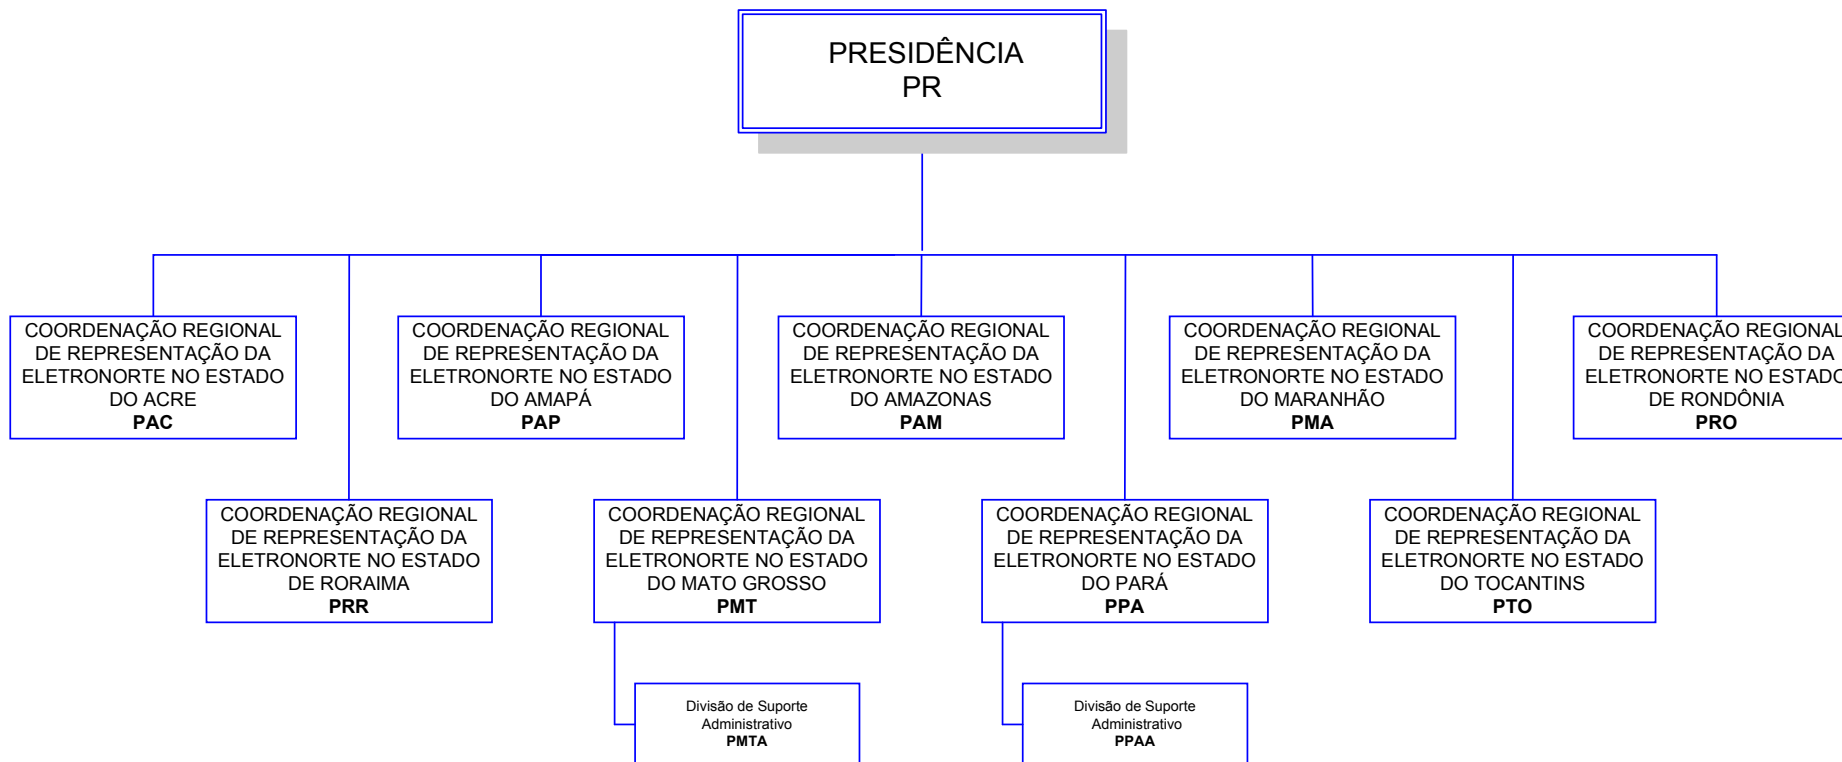 PRESIDÊNCIA
PR
COORDENAÇÃO REGIONAL
DE REPRESENTAÇÃO DA
ELETRONORTE NO ESTADO
DO ACRE
PAC
COORDENAÇÃO REGIONAL
DE REPRESENTAÇÃO DA
ELETRONORTE NO ESTADO
DO AMAPÁ
PAP
COORDENAÇÃO REGIONAL
DE REPRESENTAÇÃO DA
ELETRONORTE NO ESTADO
DO AMAZONAS
PAM
COORDENAÇÃO REGIONAL
DE REPRESENTAÇÃO DA
ELETRONORTE NO ESTADO
DO MARANHÃO
PMA
COORDENAÇÃO REGIONAL
DE REPRESENTAÇÃO DA
ELETRONORTE NO ESTADO
DE RONDÔNIA
PRO
COORDENAÇÃO REGIONAL
DE REPRESENTAÇÃO DA
ELETRONORTE NO ESTADO
DE RORAIMA
PRR
COORDENAÇÃO REGIONAL
DE REPRESENTAÇÃO DA
ELETRONORTE NO ESTADO
DO MATO GROSSO
PMT
COORDENAÇÃO REGIONAL
DE REPRESENTAÇÃO DA
ELETRONORTE NO ESTADO
DO PARÁ
PPA
COORDENAÇÃO REGIONAL
DE REPRESENTAÇÃO DA
ELETRONORTE NO ESTADO
DO TOCANTINS
PTO
Divisão de Suporte
Administrativo
PMTA
Divisão de Suporte
Administrativo
PPAA